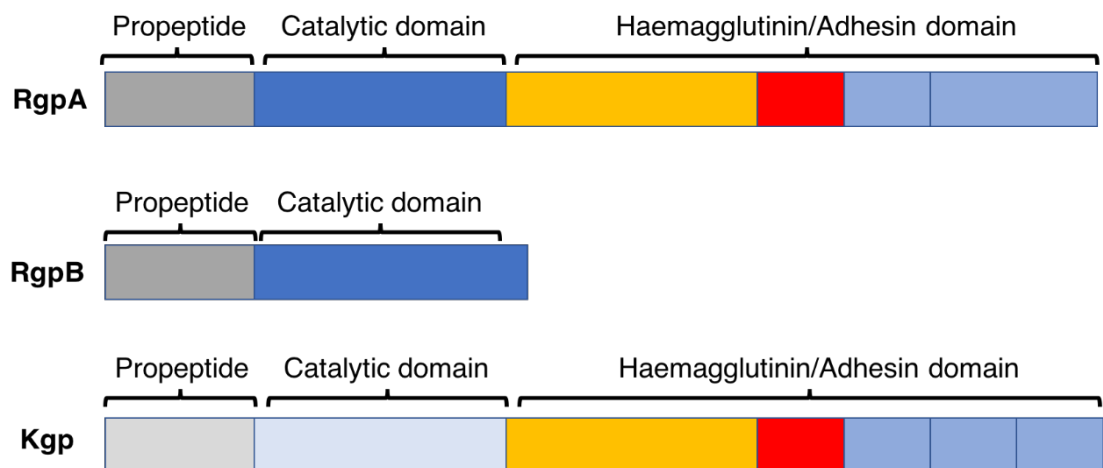 Propeptide Catalytic domain Haemagglutinin/Adhesin domain
RgpA
Propeptide Catalytic domain
RgpB
Propeptide Catalytic domain Haemagglutinin/Adhesin domain
Kgp